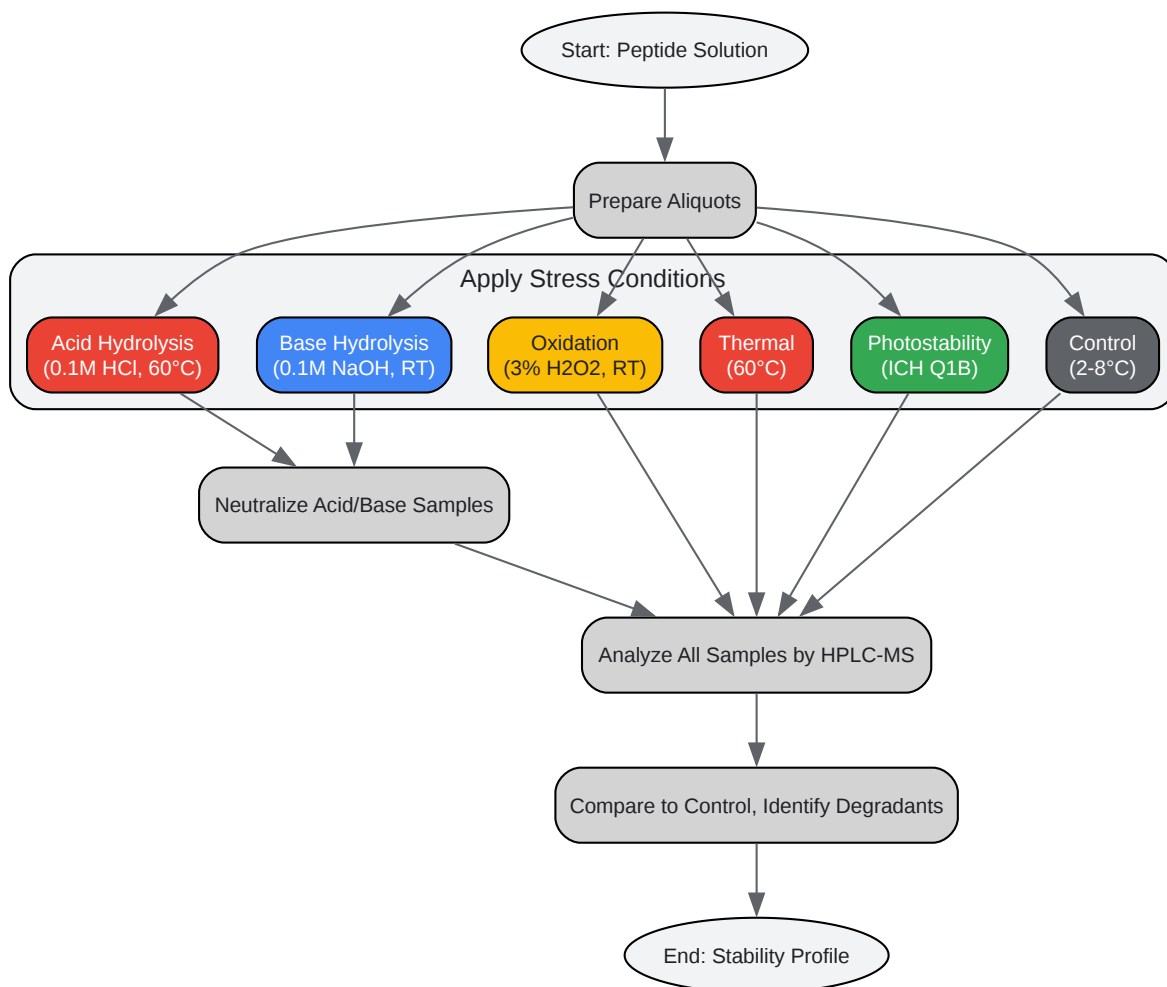 Start: Peptide Solution
Prepare Aliquots
Apply Stress Conditions
Acid Hydrolysis
(0.1M HCl, 60°C)
Base Hydrolysis
(0.1M NaOH, RT)
Oxidation
(3% H2O2, RT)
Thermal
(60°C)
Photostability
(ICH Q1B)
Control
(2-8°C)
Neutralize Acid/Base Samples
Analyze All Samples by HPLC-MS
Compare to Control, Identify Degradants
End: Stability Profile